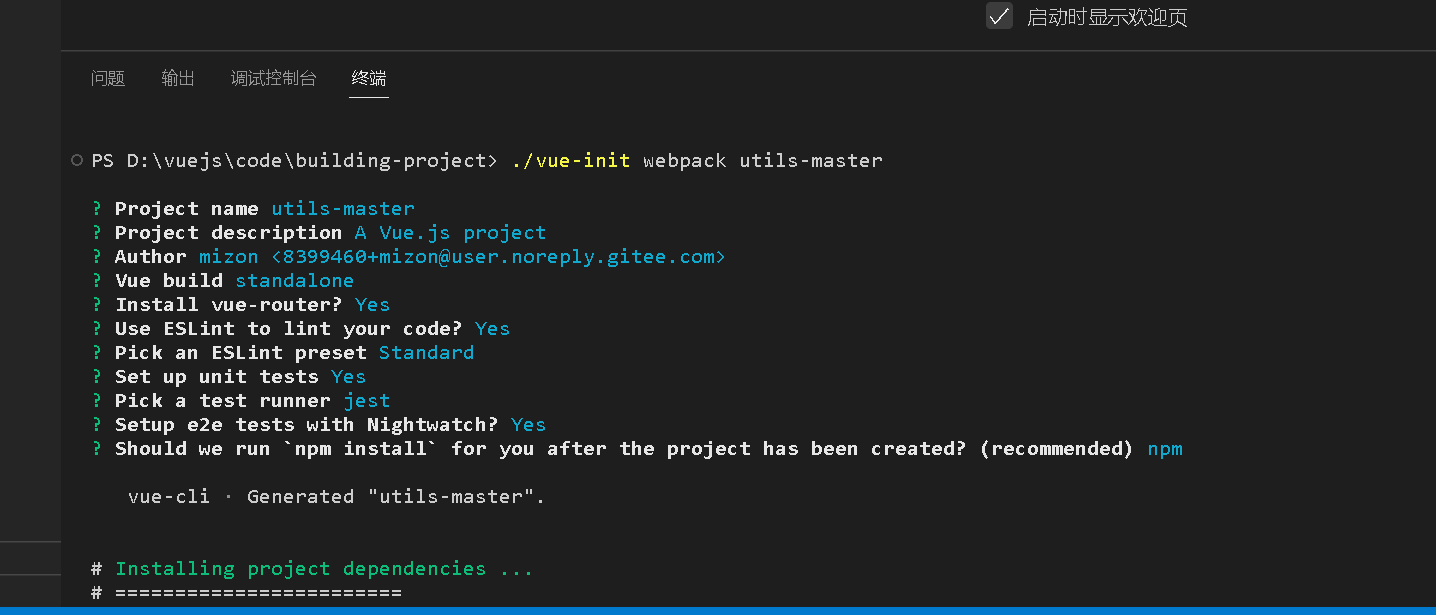 启动时显示欢迎页
问题 输出 调试控制台 终端
PS D:\vuejs\code\building-project> ./vue-init webpack utils-master
? Project name utils-master
? Project description A Vue.js project
? Author mizon <8399460+mizon@user.noreply.gitee.com>
? Vue build standalone
? Install vue-router? Yes
? Use ESLint to lint your code? Yes
? Pick an ESLint preset Standard
? Set up unit tests Yes
? Pick a test runner jest
? Setup e2e tests with Nightwatch? Yes
? Should we run `npm install` for you after the project has been created? (recommended) npm
vue-cli · Generated "utils-master".
# Installing project dependencies ...
# ========================